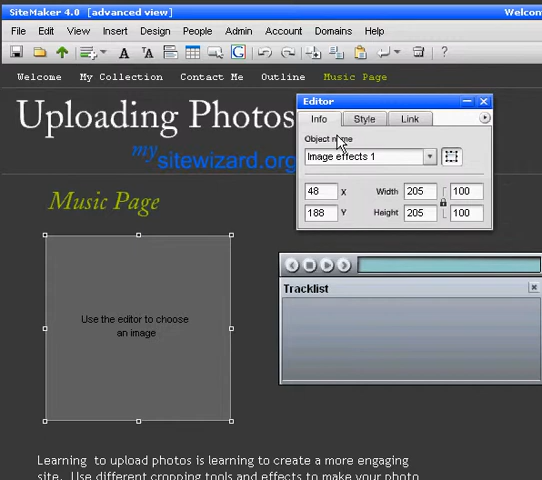 SiteMaker 4.0 [advanced view]
Welcon
File Edit View Insert Design People Admin Account Domains Help
Welcome My Collection Contact Me Outline Music Page
Uploading Photos
mysitewizard.org
Music Page
Editor
Info Style Link
Object name
Image effects 1
48 X Width 205 100
188 Y Height 205 100
Use the editor to choose
an image
Tracklist
Learning to upload photos is learning to create a more engaging
site. Use different cropping tools and effects to make your photo